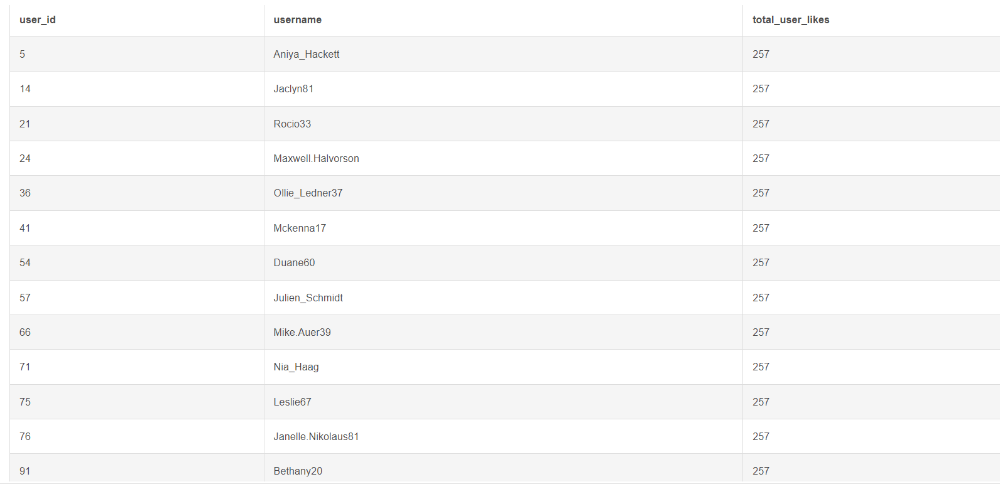 user_id username total_user_likes
5 Aniya_Hackett 257
14 Jaclyn81 257
21 Rocio33 257
24 Maxwell.Halvorson 257
36 Ollie_Ledner37 257
41 Mckenna17 257
54 Duane60 257
57 Julien_Schmidt 257
66 Mike.Auer39 257
71 Nia_Haag 257
75 Leslie67 257
76 Janelle.Nikolaus81 257
91 Bethany20 257